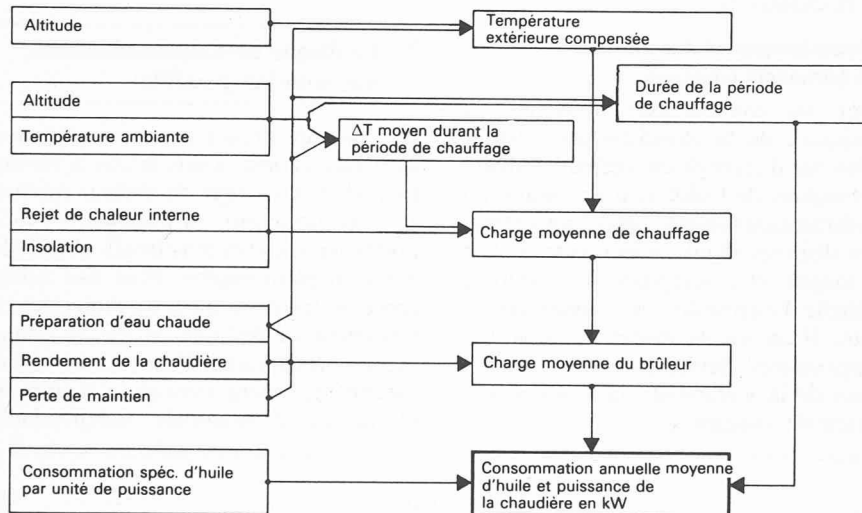 Altitude
Température
extérieure compensée
Altitude
Température ambiante
Durée de la période
de chauffage
ΔT moyen durant la
période de chauffage
Rejet de chaleur interne
Insolation
Charge moyenne de chauffage
Préparation d'eau chaude
Rendement de la chaudière
Perte de maintien
Charge moyenne du brûleur
Consommation spéc. d'huile
par unité de puissance
Consommation annuelle moyenne
d'huile et puissance de
la chaudière en kW